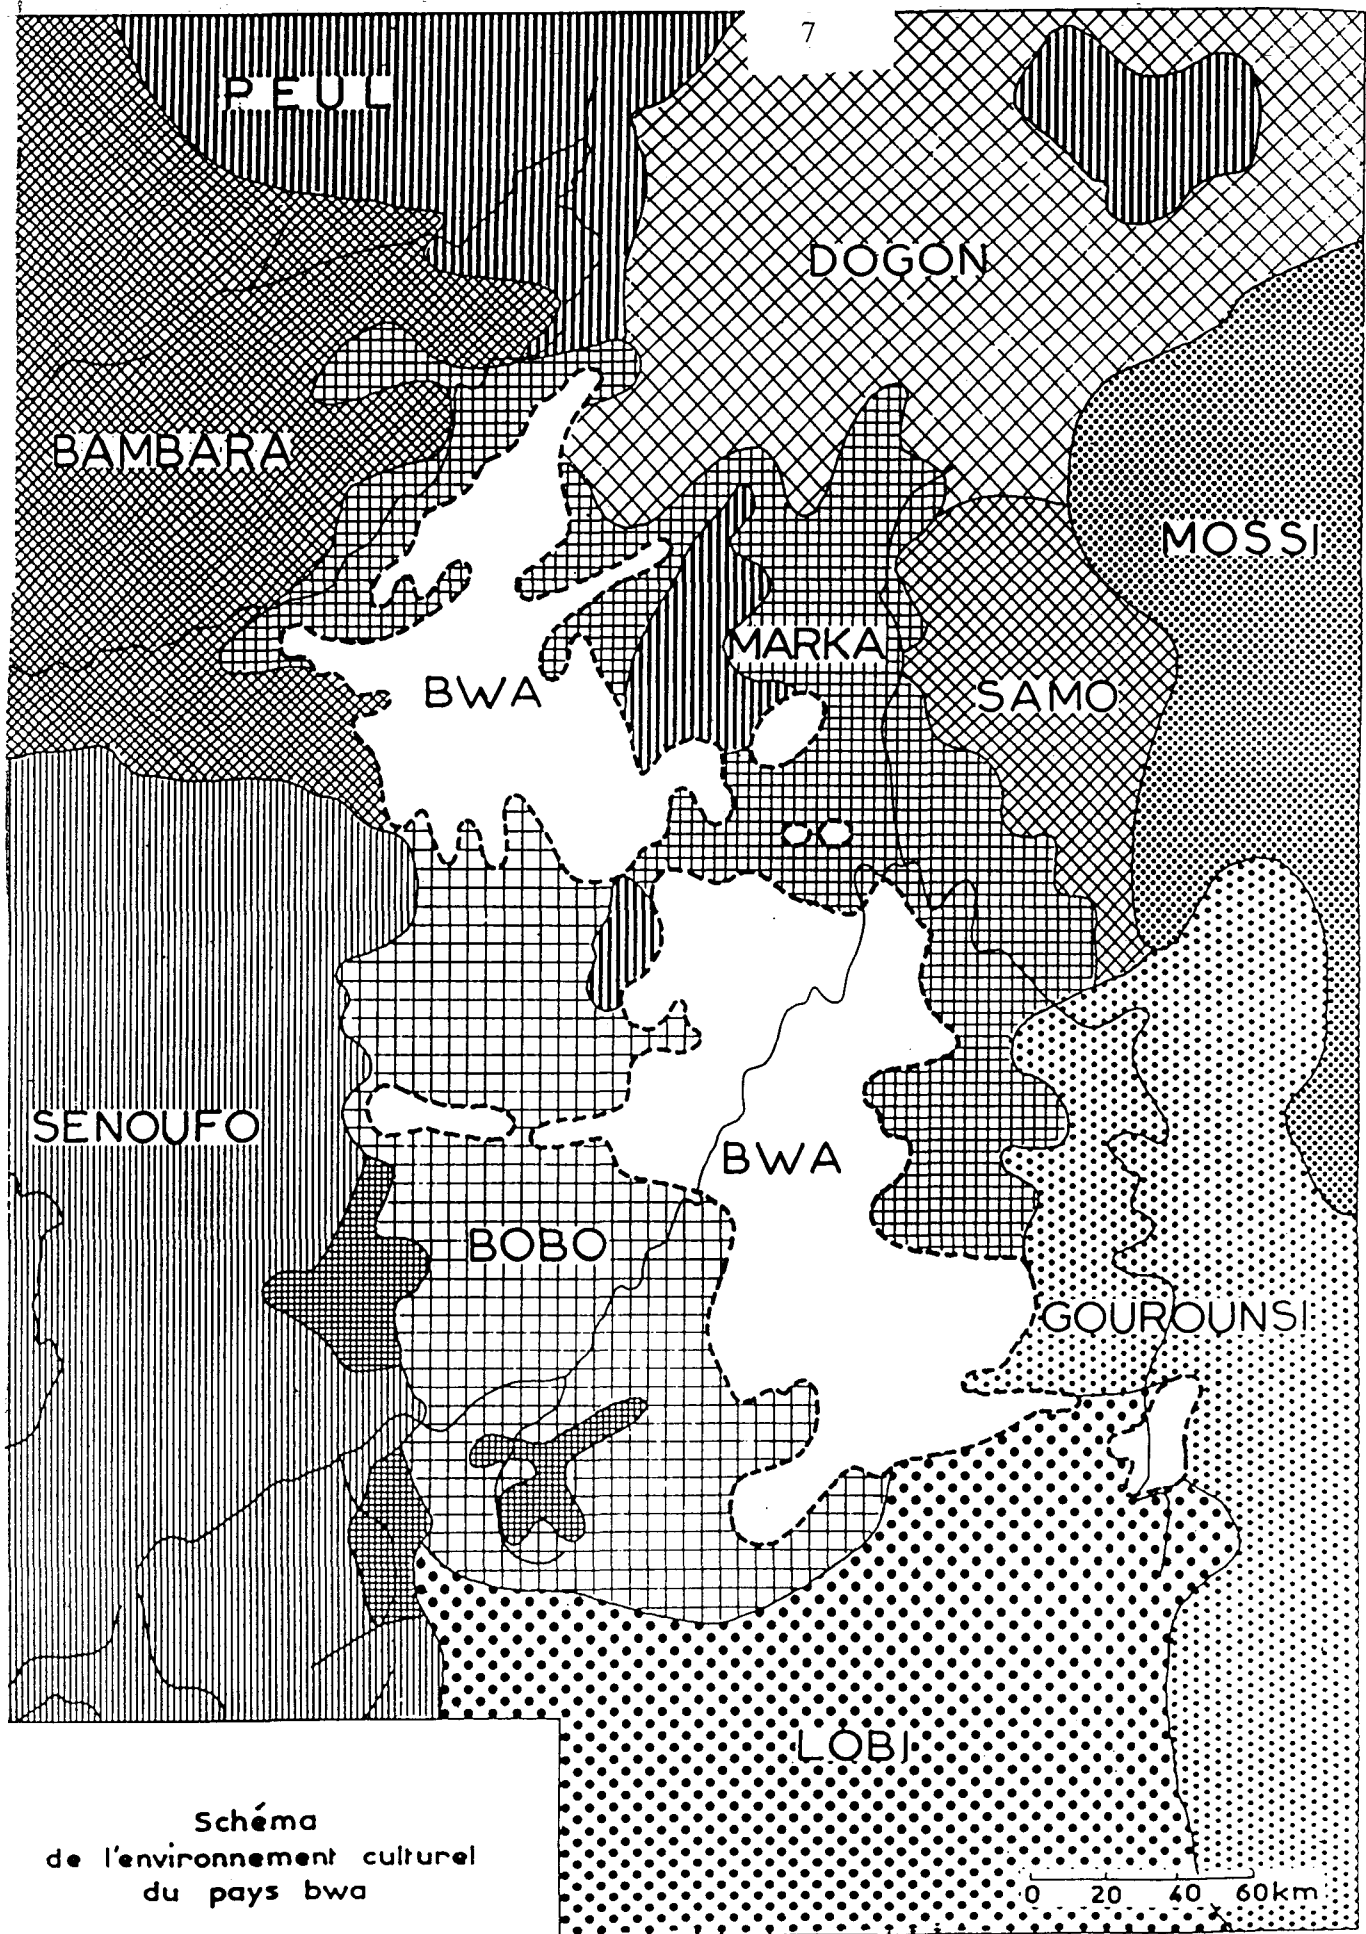 7
PEUL
DOGON
BAMBARA
MOSSI
MARKA
SAMO
BWA
SENOUFO
BWA
BOBO
GOUROUNSI
LOBI
Schéma
de l'environnement culturel
du pays bwa
0 20 40 60km